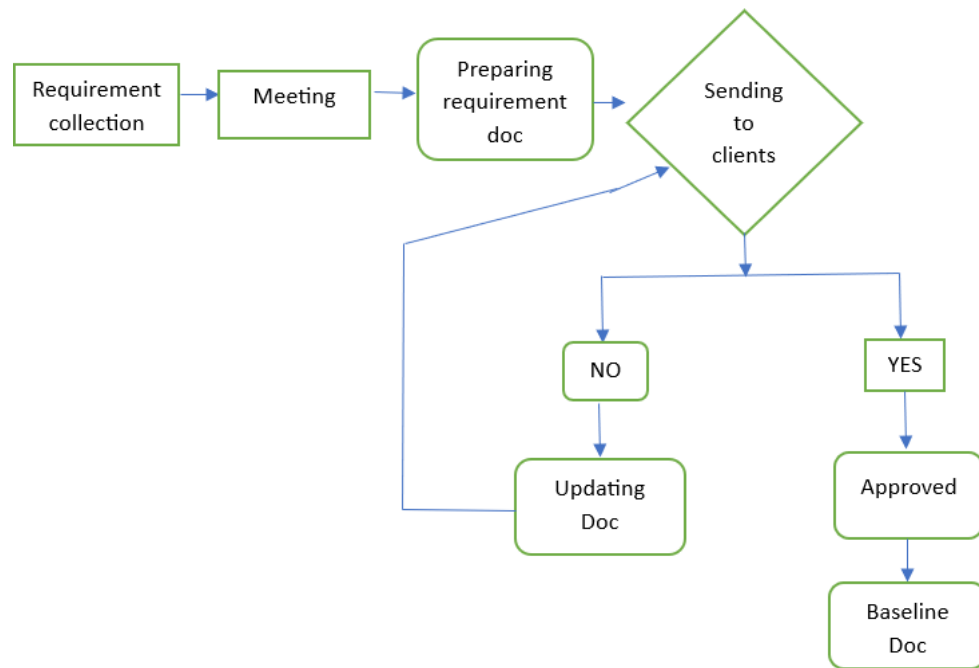 Requirement
collection
Meeting
Preparing
requirement
doc
Sending
to
clients
NO
YES
Updating
Doc
Approved
Baseline
Doc